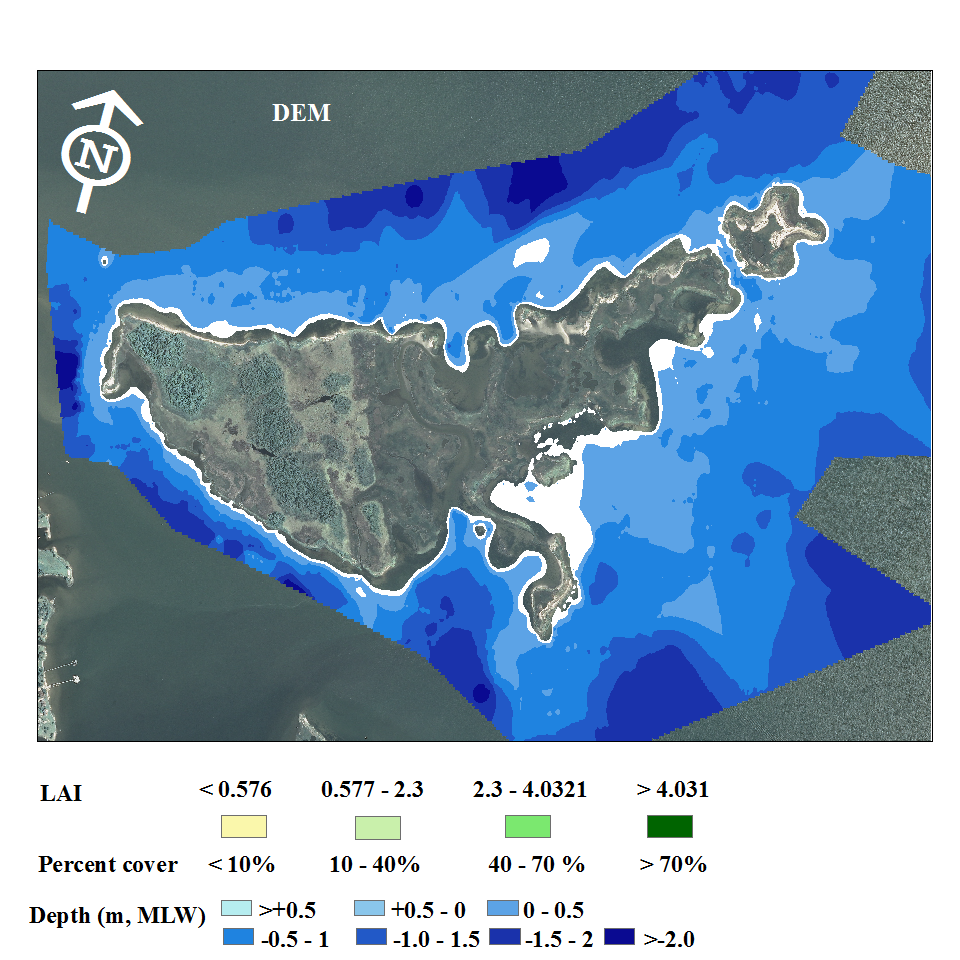 DEM
N
LAI < 0.576 0.577 - 2.3 2.3 - 4.0321 > 4.031
Percent cover < 10% 10 - 40% 40 - 70 % > 70%
Depth (m, MLW) >+0.5 +0.5 - 0 0 - 0.5
-0.5 - 1 -1.0 - 1.5 -1.5 - 2 >-2.0